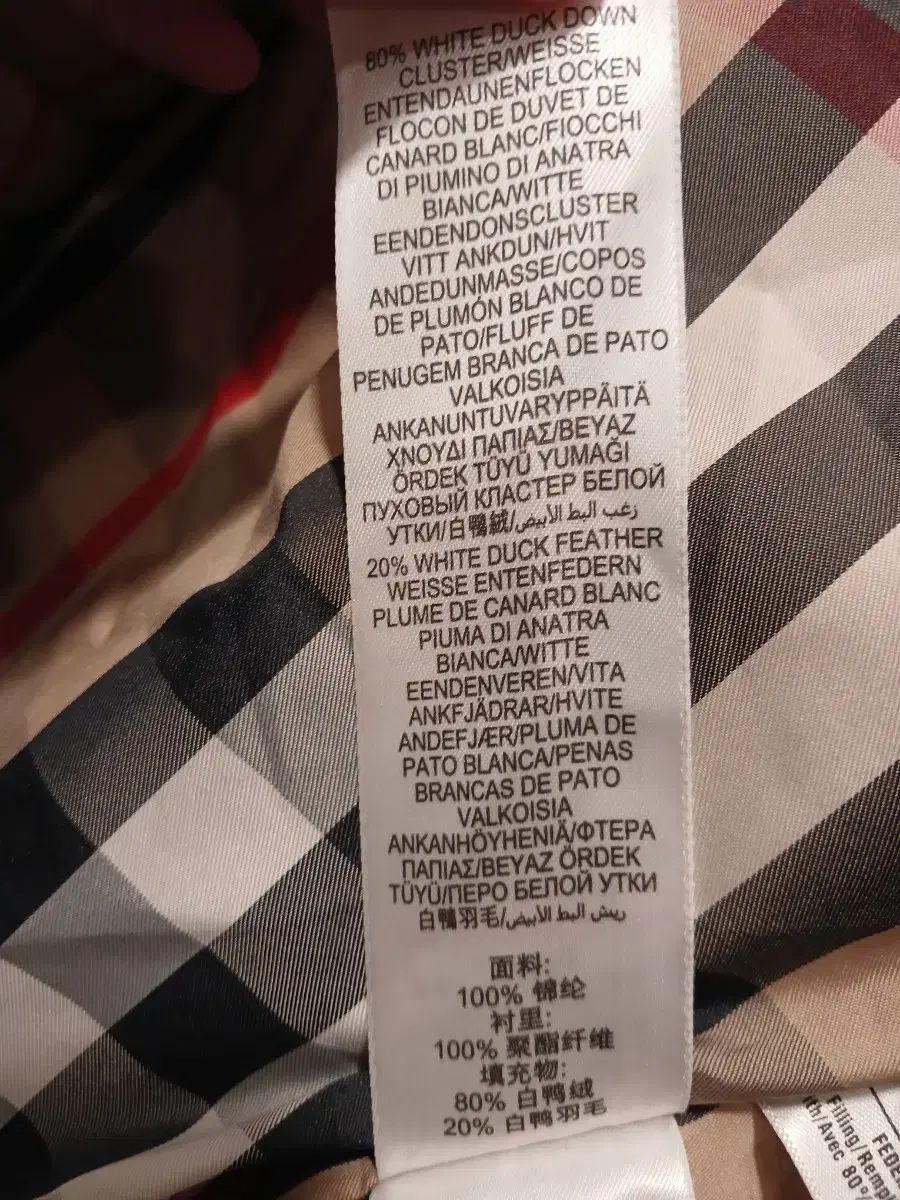 80% WHITE DUCK DOWN
CLUSTER/WEISSE
ENTENDAUNENFLOCKEN
FLOCON DE DUVET DE
CANARD BLANC/FIOCCHI
DI PIUMINO DI ANATRA
BIANCA/WITTE
EENDENDONSCLUSTER
VITT ANKDUN/HVIT
ANDEDUNMASSE/COPOS
DE PLUMÓN BLANCO DE
PATO/FLUFF DE
PENUGEM BRANCA DE PATO
VALKOISIA
ANKANUNTUVARYPPÄITÄ
ΧΝΟΥΔΙ ΠΑΠΙΑΣ/BEYAZ
ÖRDEK TÜYÜ YUMAĞI
ПУХОВЫЙ КЛАСТЕР БЕЛОЙ
УТКИ/白鴨絨/زغب البط الأبيض
20% WHITE DUCK FEATHER
WEISSE ENTENFEDERN
PLUME DE CANARD BLANC
PIUMA DI ANATRA
BIANCA/WITTE
EENDENVEREN/VITA
ANKFJÄDRAR/HVITE
ANDEFJÆR/PLUMA DE
PATO BLANCA/PENAS
BRANCAS DE PATO
VALKOISIA
ANKANHÖYHENIÄ/ΦΤΕΡΑ
ΠΑΠΙΑΣ/BEYAZ ÖRDEK
TÜYÜ/ПЕРО БЕЛОЙ УТКИ
白鴨羽毛/ريش البط الأبيض
面料:
100% 锦纶
衬里:
100% 聚酯纤维
填充物:
80% 白鸭绒
20% 白鸭羽毛
Filling/
/Avec 80%